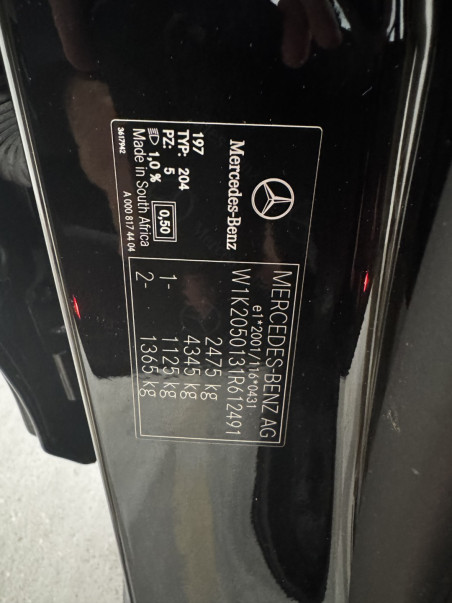 Mercedes-Benz
197
TYP: 204
PZ: 5
1,0 % 0,50
Made in South Africa
3617942 A 000 817 44 04
MERCEDES-BENZ AG
e1*2001/116*0431
W1K2050131R612491
2475 kg
4345 kg
1- 1125 kg
2- 1365 kg